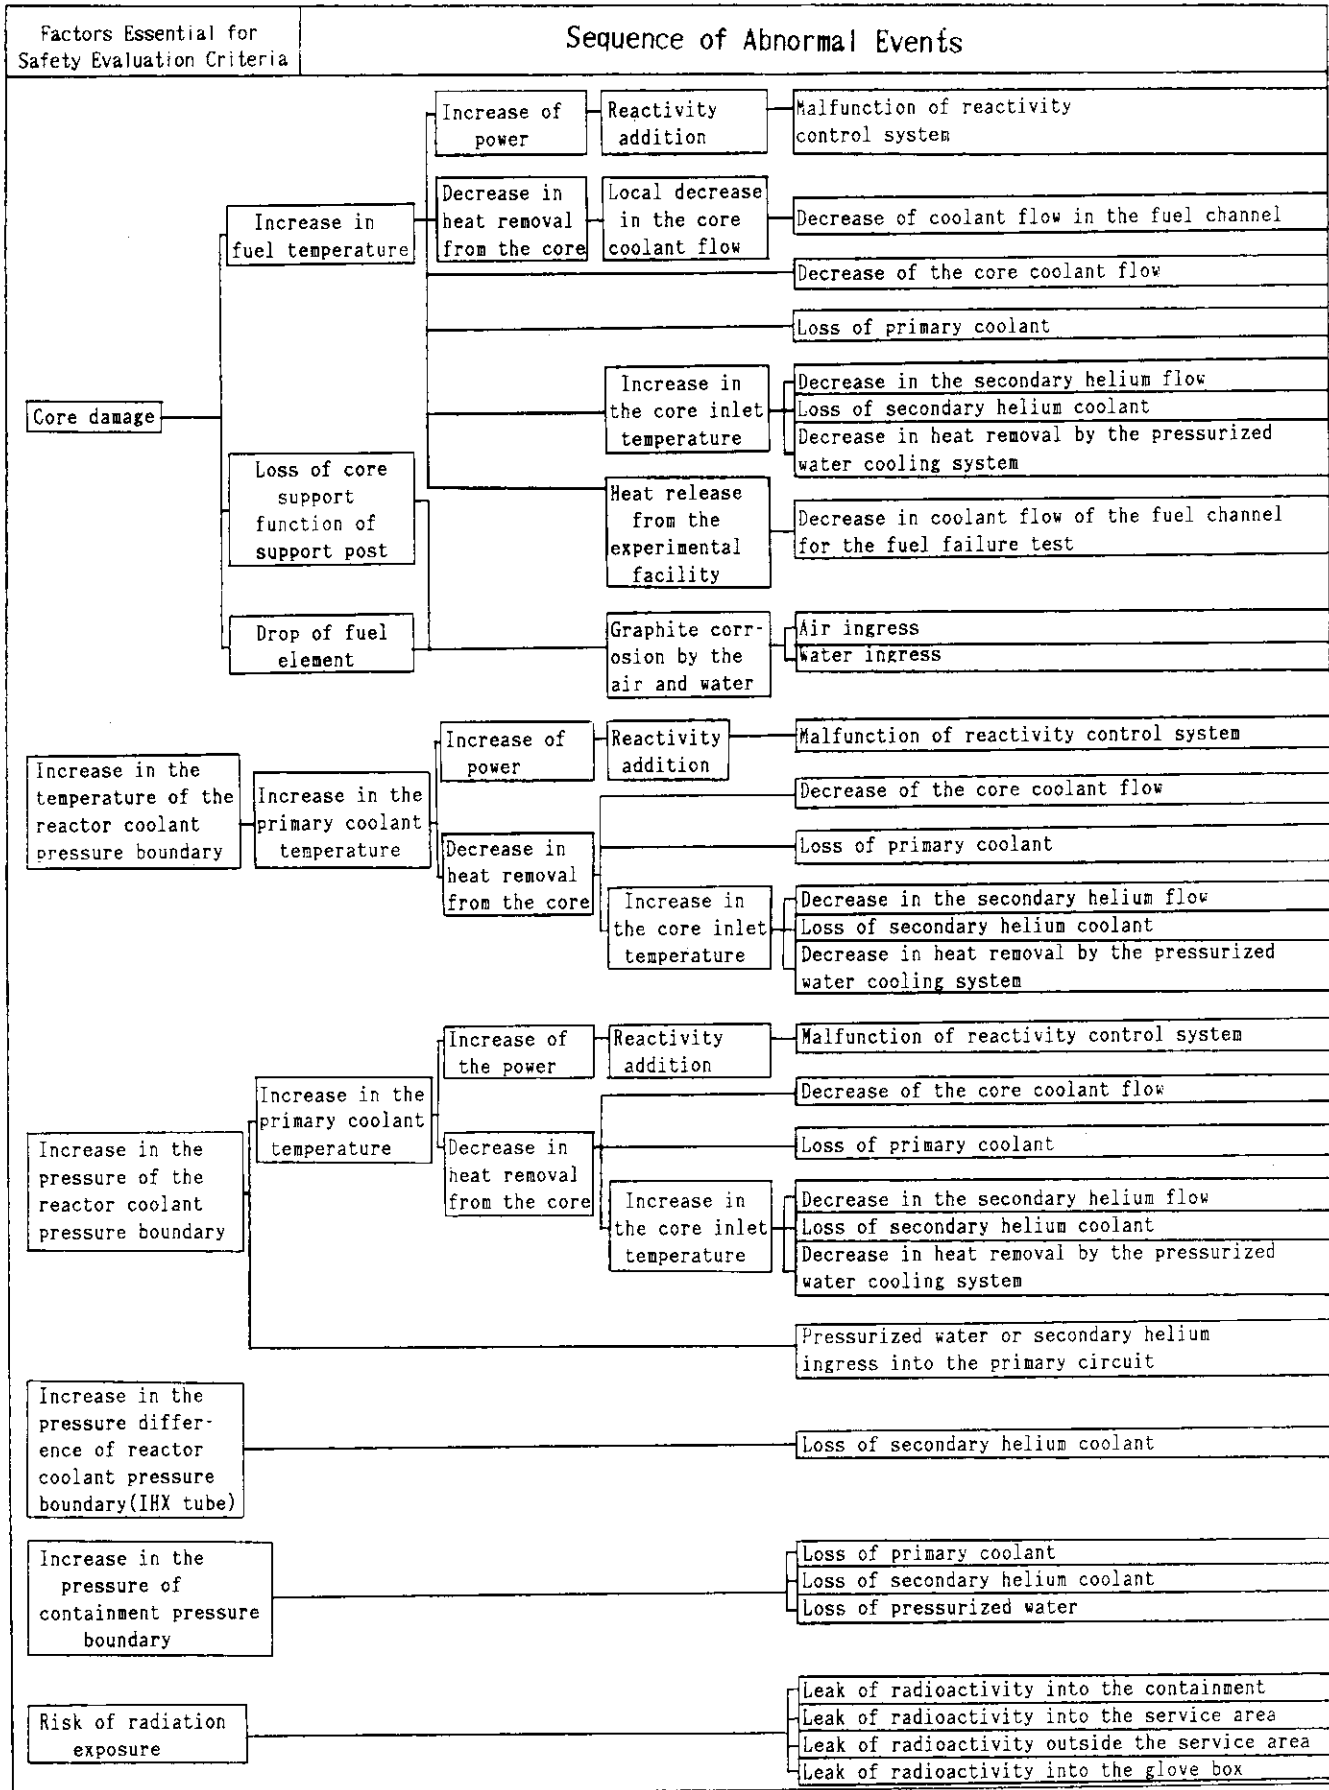 Factors Essential for
Safety Evaluation Criteria
Sequence of Abnormal Events
Increase of
power
Reactivity
addition
Malfunction of reactivity
control system
Increase in
fuel temperature
Decrease in
heat removal
from the core
Local decrease
in the core
coolant flow
Decrease of coolant flow in the fuel channel
Decrease of the core coolant flow
Loss of primary coolant
Core damage
Increase in
the core inlet
temperature
Decrease in the secondary helium flow
Loss of secondary helium coolant
Decrease in heat removal by the pressurized
water cooling system
Loss of core
support
function of
support post
Heat release
from the
experimental
facility
Decrease in coolant flow of the fuel channel
for the fuel failure test
Drop of fuel
element
Graphite corr-
osion by the
air and water
Air ingress
Water ingress
Increase in the
temperature of the
reactor coolant
pressure boundary
Increase in the
primary coolant
temperature
Increase of
power
Reactivity
addition
Malfunction of reactivity control system
Decrease in
heat removal
from the core
Decrease of the core coolant flow
Loss of primary coolant
Increase in
the core inlet
temperature
Decrease in the secondary helium flow
Loss of secondary helium coolant
Decrease in heat removal by the pressurized
water cooling system
Increase in the
pressure of the
reactor coolant
pressure boundary
Increase in the
primary coolant
temperature
Increase of
the power
Reactivity
addition
Malfunction of reactivity control system
Decrease in
heat removal
from the core
Decrease of the core coolant flow
Loss of primary coolant
Increase in
the core inlet
temperature
Decrease in the secondary helium flow
Loss of secondary helium coolant
Decrease in heat removal by the pressurized
water cooling system
Pressurized water or secondary helium
ingress into the primary circuit
Increase in the
pressure differ-
ence of reactor
coolant pressure
boundary(IHX tube)
Loss of secondary helium coolant
Increase in the
pressure of
containment pressure
boundary
Loss of primary coolant
Loss of secondary helium coolant
Loss of pressurized water
Risk of radiation
exposure
Leak of radioactivity into the containment
Leak of radioactivity into the service area
Leak of radioactivity outside the service area
Leak of radioactivity into the glove box